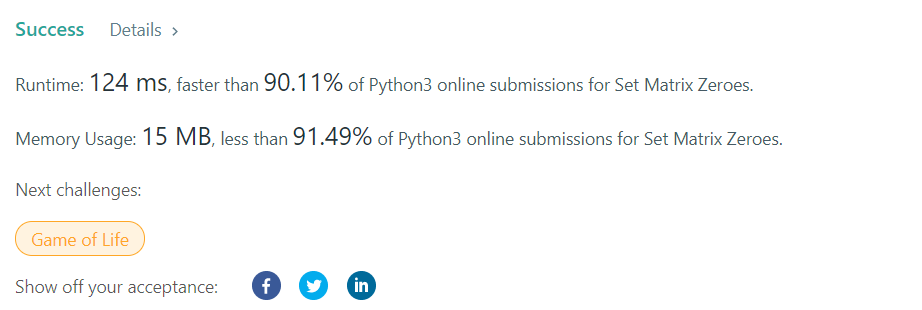 Success Details >
Runtime: 124 ms, faster than 90.11% of Python3 online submissions for Set Matrix Zeroes.
Memory Usage: 15 MB, less than 91.49% of Python3 online submissions for Set Matrix Zeroes.
Next challenges:
Game of Life
Show off your acceptance: f in